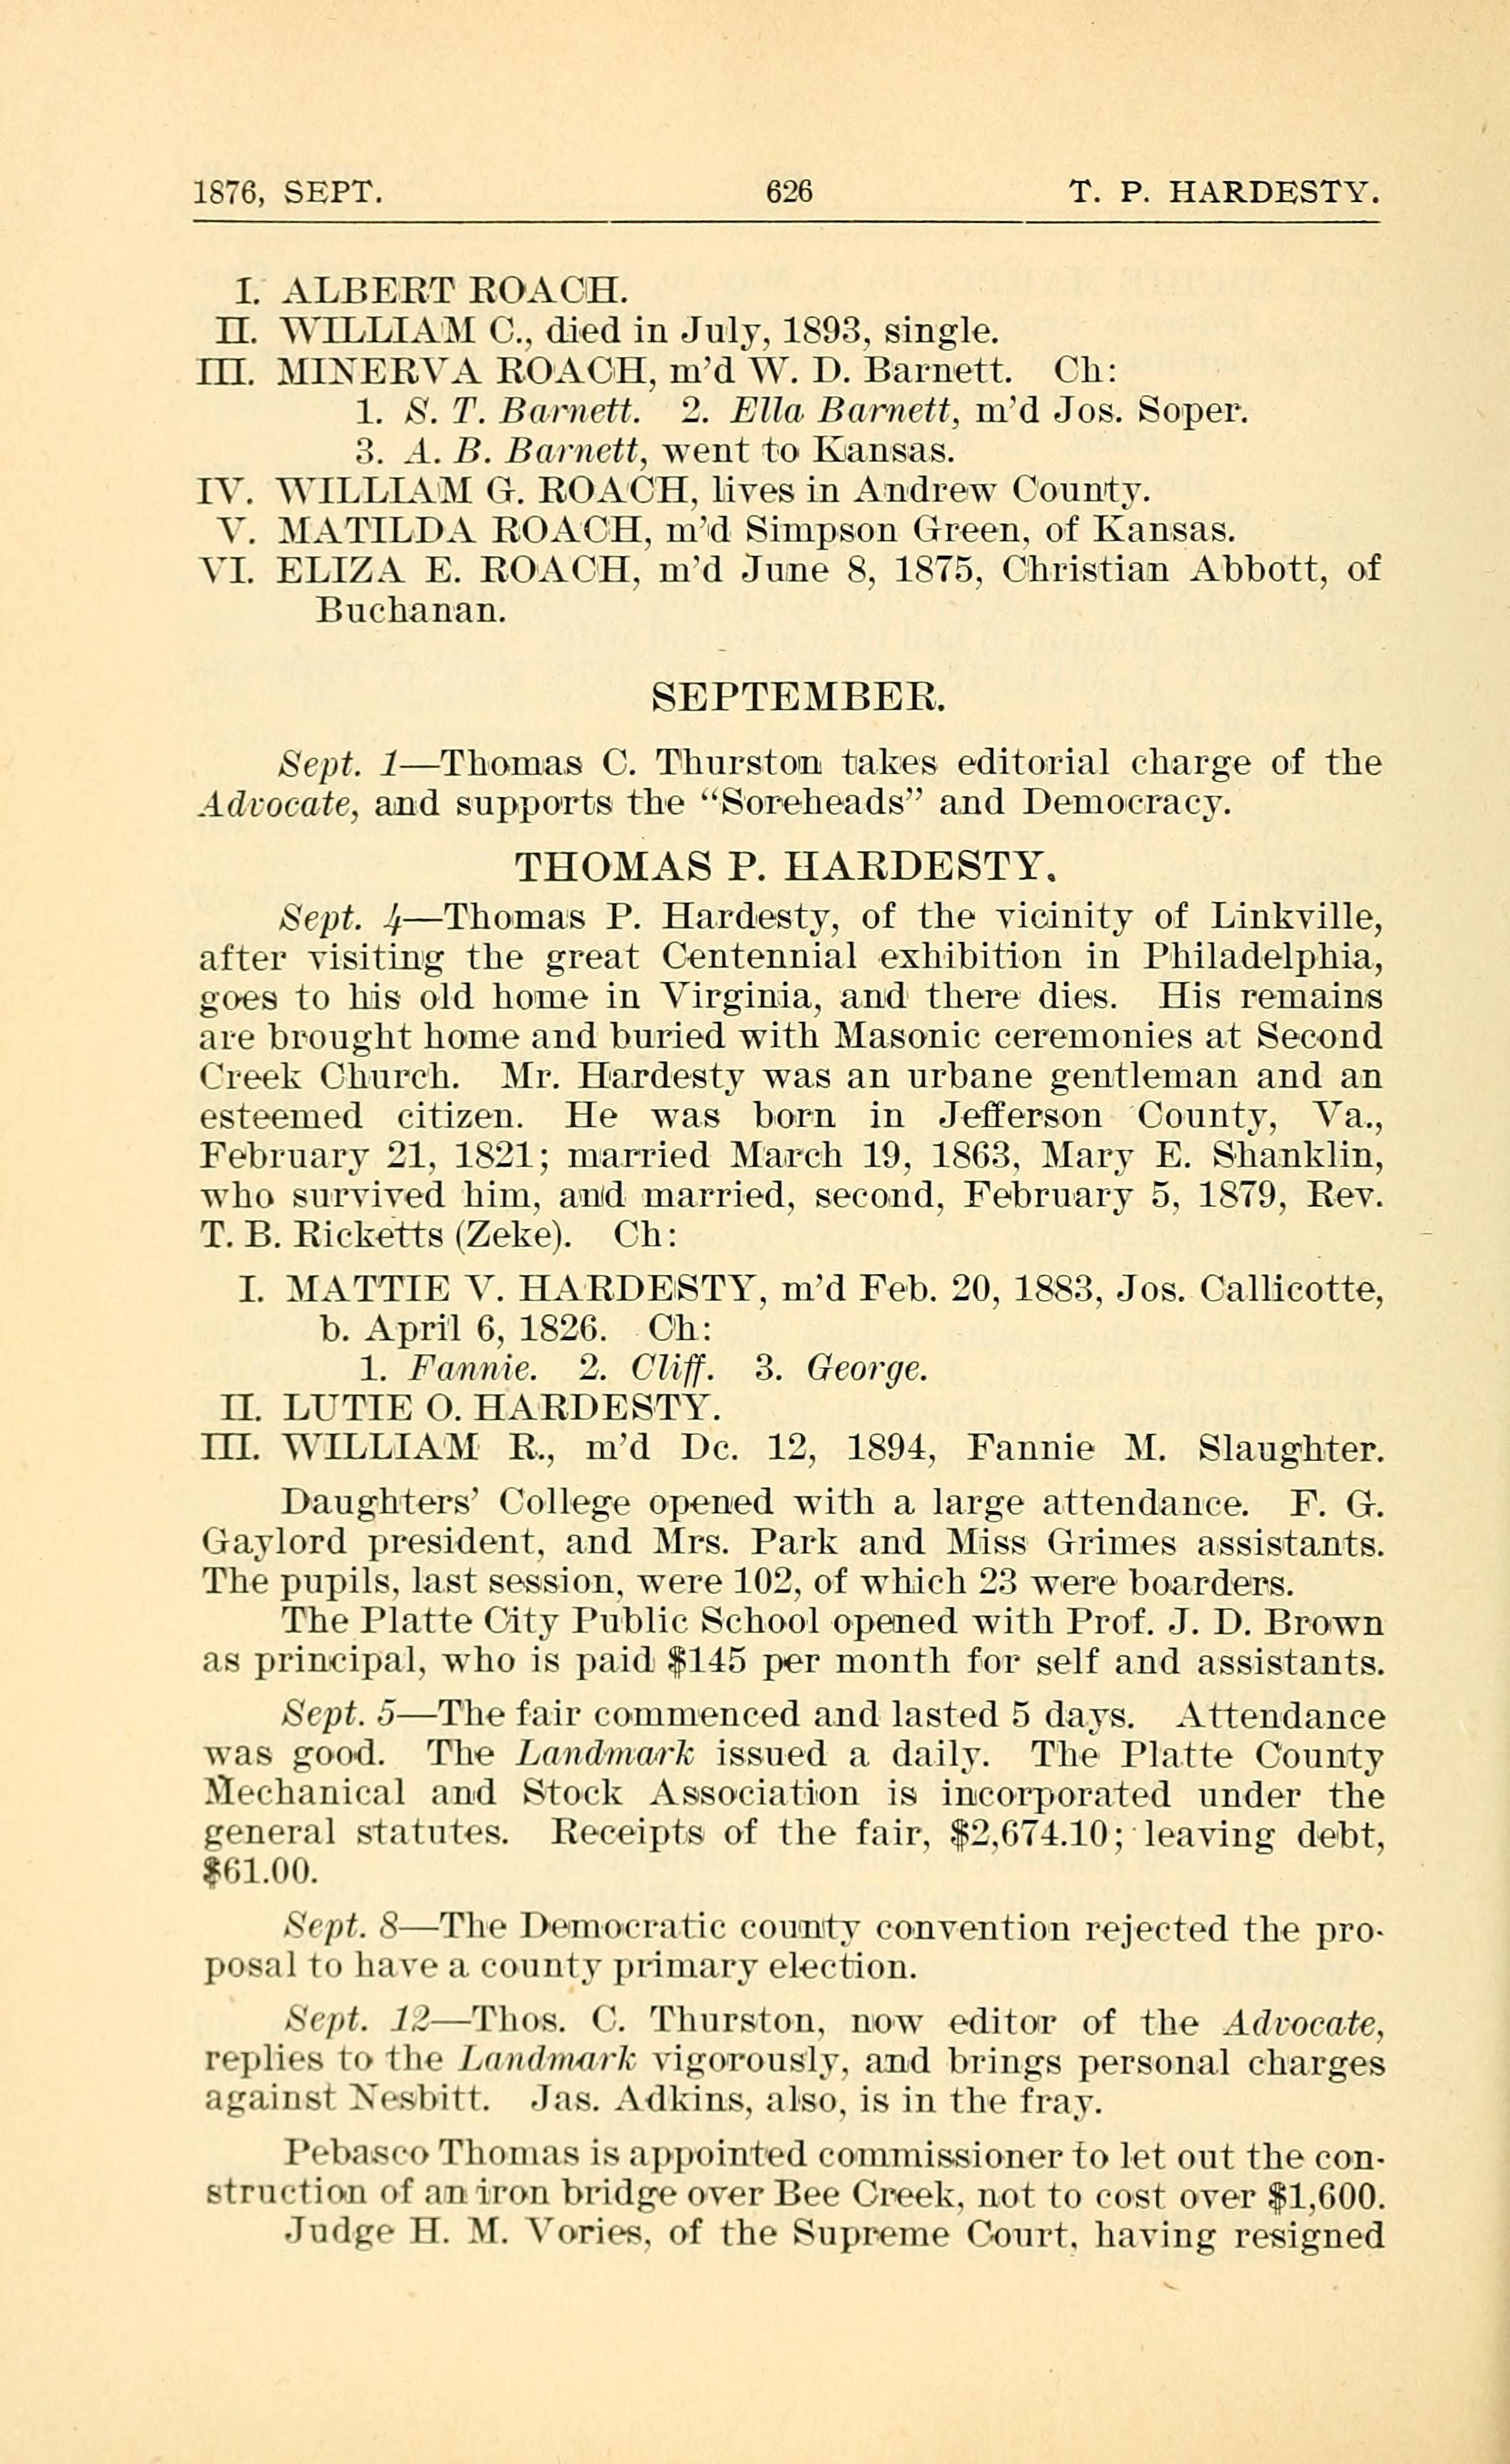 1876, SEPT. 626 T. P. HARDESTY.
I. ALBERT ROACH.
II. WILLIAM C., died in July, 1893, single.
III. MINERVA ROACH, m'd W. D. Barnett. Ch:
1. S. T. Barnett. 2. Ella Barnett, m'd Jos. Soper.
3. A. B. Barnett, went to Kansas.
IV. WILLIAM G. ROACH, lives in Andrew County.
V. MATILDA ROACH, m'd Simpson Green, of Kansas.
VI. ELIZA E. ROACH, m'd June 8, 1875, Christian Abbott, of
Buchanan.
SEPTEMBER.
Sept. 1—Thomas C. Thurston takes editorial charge of the
Advocate, and supports the “Soreheads” and Democracy.
THOMAS P. HARDESTY.
Sept. 4—Thomas P. Hardesty, of the vicinity of Linkville,
after visiting the great Centennial exhibition in Philadelphia,
goes to his old home in Virginia, and there dies. His remains
are brought home and buried with Masonic ceremonies at Second
Creek Church. Mr. Hardesty was an urbane gentleman and an
esteemed citizen. He was born in Jefferson County, Va.,
February 21, 1821; married March 19, 1863, Mary E. Shanklin,
who survived him, and married, second, February 5, 1879, Rev.
T. B. Ricketts (Zeke). Ch:
I. MATTIE V. HARDESTY, m'd Feb. 20, 1883, Jos. Callicotte,
b. April 6, 1826. Ch:
1. Fannie. 2. Cliff. 3. George.
II. LUTIE O. HARDESTY.
III. WILLIAM R., m'd Dc. 12, 1894, Fannie M. Slaughter.
Daughters' College opened with a large attendance. F. G.
Gaylord president, and Mrs. Park and Miss Grimes assistants.
The pupils, last session, were 102, of which 23 were boarders.
The Platte City Public School opened with Prof. J. D. Brown
as principal, who is paid $145 per month for self and assistants.
Sept. 5—The fair commenced and lasted 5 days. Attendance
was good. The Landmark issued a daily. The Platte County
Mechanical and Stock Association is incorporated under the
general statutes. Receipts of the fair, $2,674.10; leaving debt,
$61.00.
Sept. 8—The Democratic county convention rejected the pro-
posal to have a county primary election.
Sept. 12—Thos. C. Thurston, now editor of the Advocate,
replies to the Landmark vigorously, and brings personal charges
against Nesbitt. Jas. Adkins, also, is in the fray.
Pebasco Thomas is appointed commissioner to let out the con-
struction of an iron bridge over Bee Creek, not to cost over $1,600.
Judge H. M. Vories, of the Supreme Court, having resigned